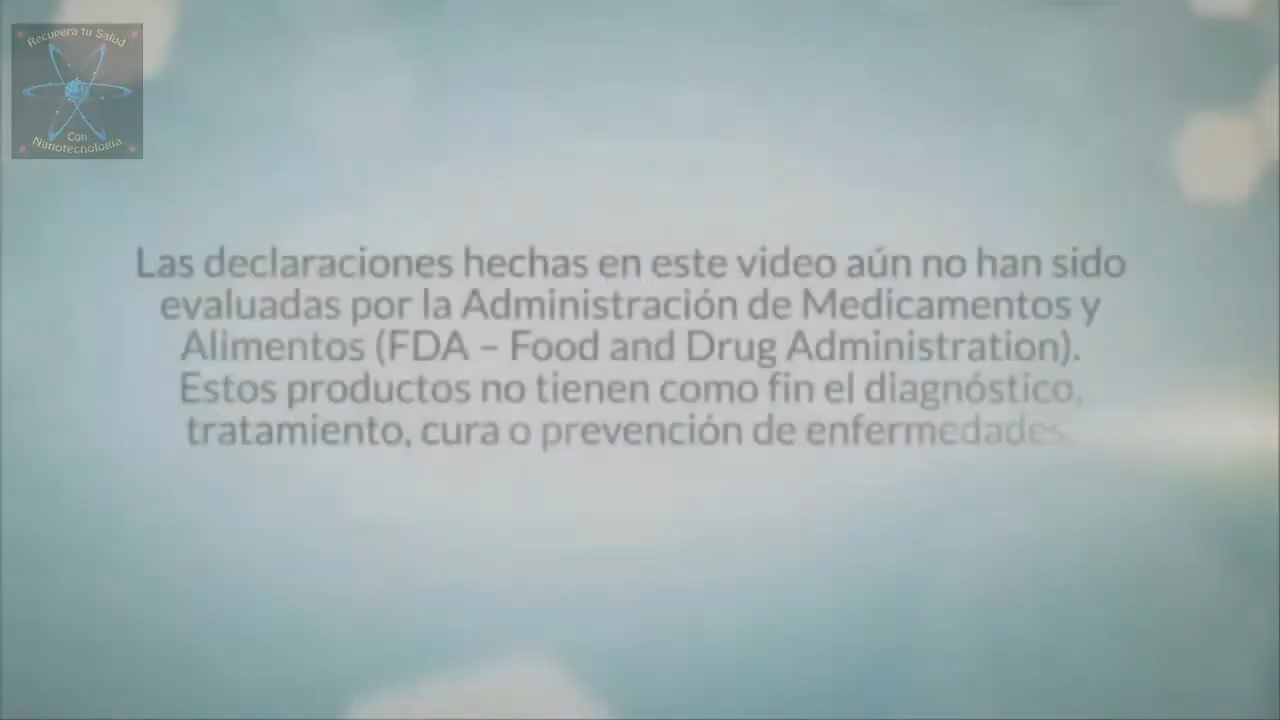 Recupera tu Salud
Con
Nanotecnología
Las declaraciones hechas en este video aún no han sido
evaluadas por la Administración de Medicamentos y
Alimentos (FDA – Food and Drug Administration).
Estos productos no tienen como fin el diagnóstico,
tratamiento, cura o prevención de enfermedades.